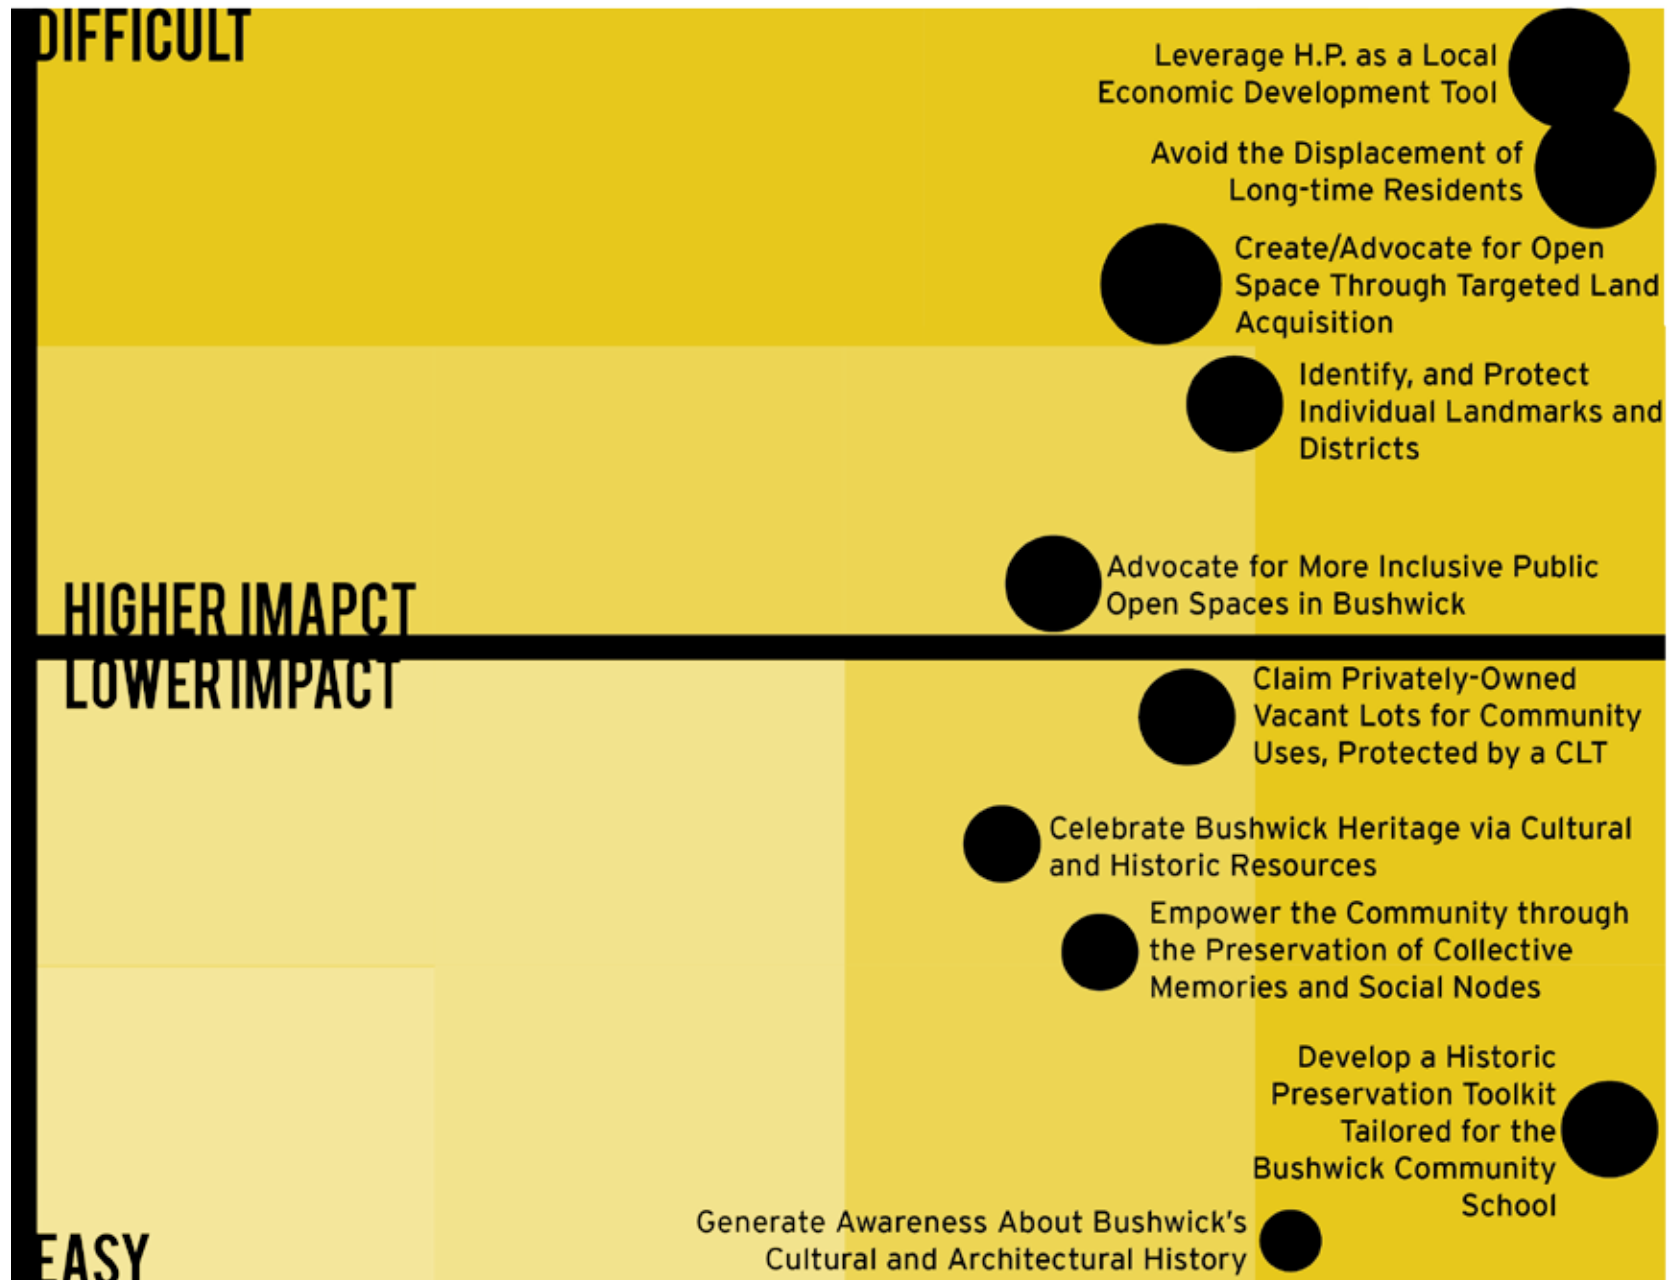 DIFFICULT
Leverage H.P. as a Local
Economic Development Tool
Avoid the Displacement of
Long-time Residents
Create/Advocate for Open
Space Through Targeted Land
Acquisition
Identify, and Protect
Individual Landmarks and
Districts
Advocate for More Inclusive Public
Open Spaces in Bushwick
HIGHER IMAPCT
LOWER IMPACT
Claim Privately-Owned
Vacant Lots for Community
Uses, Protected by a CLT
Celebrate Bushwick Heritage via Cultural
and Historic Resources
Empower the Community through
the Preservation of Collective
Memories and Social Nodes
Develop a Historic
Preservation Toolkit
Tailored for the
Bushwick Community
School
Generate Awareness About Bushwick's
Cultural and Architectural History
EASY